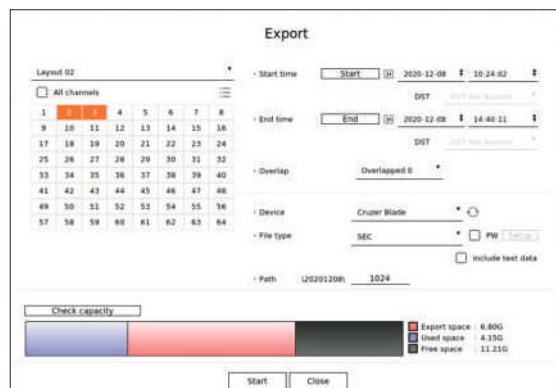 Export
Layout 02
All channels
1 2 3 4 5 6 7 8
9 10 11 12 13 14 15 16
17 18 19 20 21 22 23 24
25 26 27 28 29 30 31 32
33 34 35 36 37 38 39 40
41 42 43 44 45 46 47 48
49 50 51 52 53 54 55 56
57 58 59 60 61 62 63 64
Start time Start 2020-12-08 10:24:02
DST
End time End 2020-12-08 14:40:11
DST
Overlap Overlapped 0
Device Cruzer Blade
File type SEC PW Setup
Include text data
Path \20201208\ 1024
Check capacity
Export space : 6.80G
Used space : 4.15G
Free space : 11.21G
Start Close